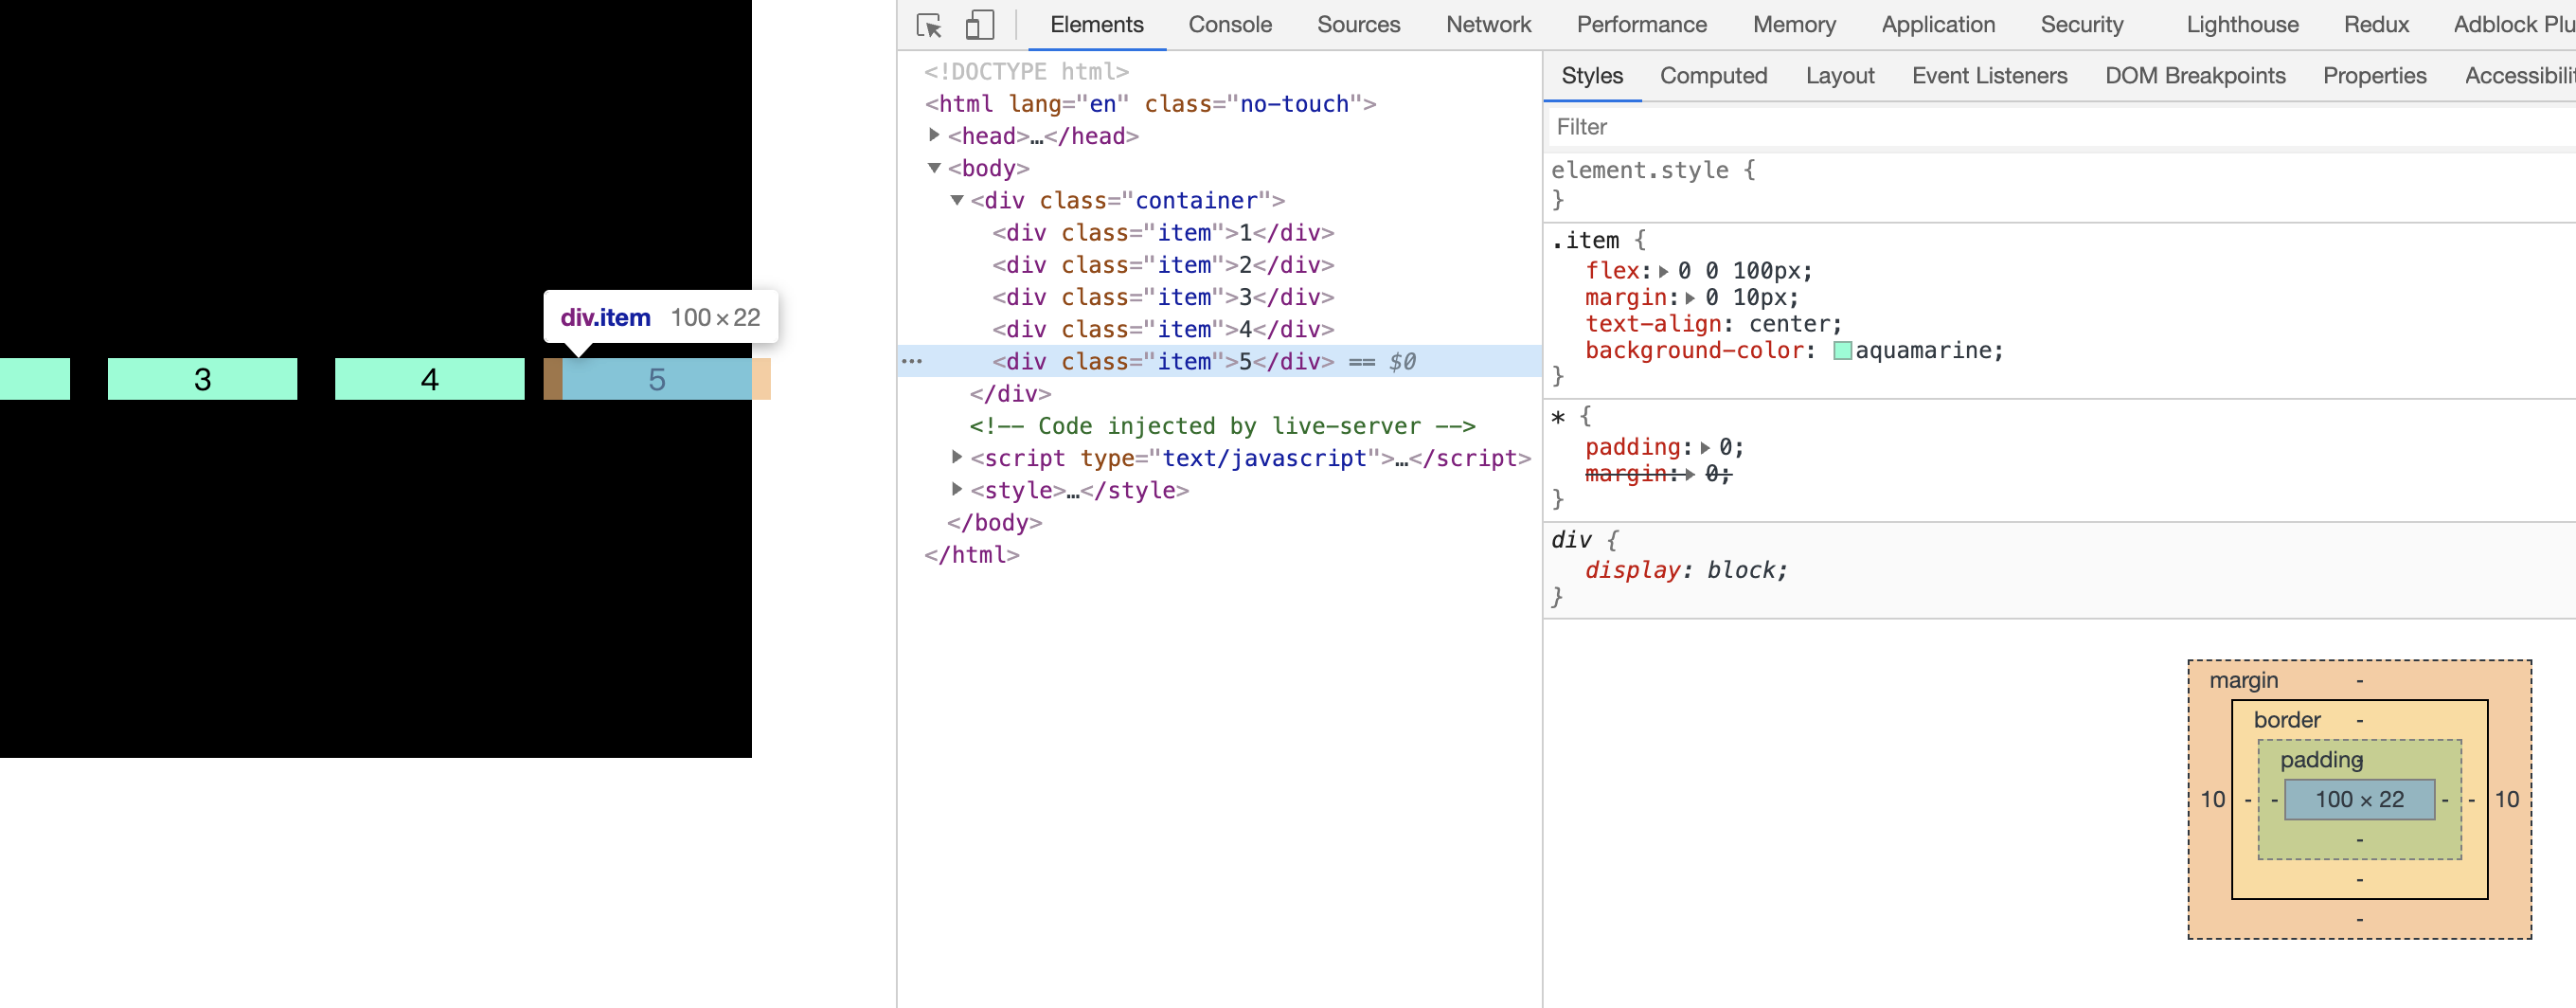 3
4
5
div.item 100 × 22
Elements Console Sources Network Performance Memory Application Security Lighthouse Redux Adblock Plu
<!DOCTYPE html>
<html lang="en" class="no-touch">
<head>…</head>
<body>
<div class="container">
<div class="item">1</div>
<div class="item">2</div>
<div class="item">3</div>
<div class="item">4</div>
<div class="item">5</div> == $0
</div>
<!-- Code injected by live-server -->
<script type="text/javascript">…</script>
<style>…</style>
</body>
</html>
Styles Computed Layout Event Listeners DOM Breakpoints Properties Accessibilit
Filter
element.style {
}
.item {
flex: 0 0 100px;
margin: 0 10px;
text-align: center;
background-color: aquamarine;
}
* {
padding: 0;
margin: 0;
}
div {
display: block;
}
margin -
border -
padding -
10 - - 100 × 22 - - 10
-
-
-